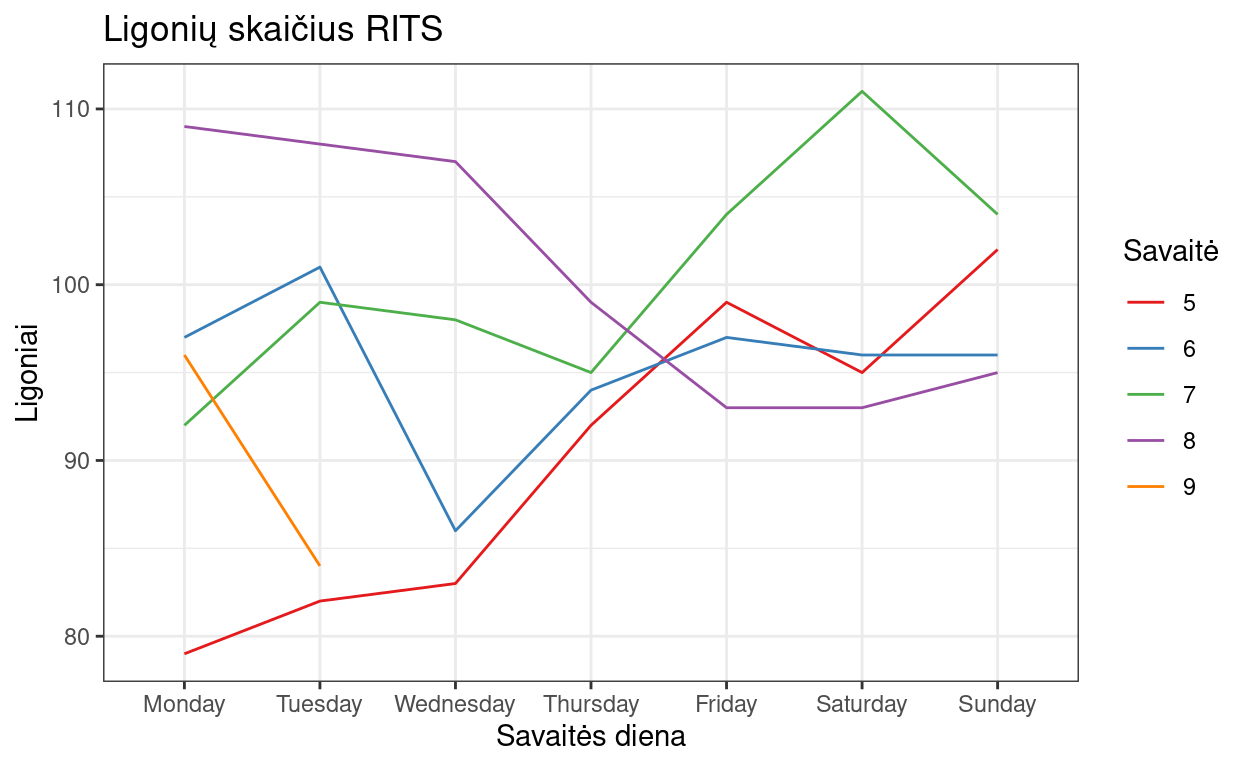 Ligonių skaičius RITS
Ligoniai
110
100
90
80
Monday Tuesday Wednesday Thursday Friday Saturday Sunday
Savaitės diena
Savaitė
5
6
7
8
9